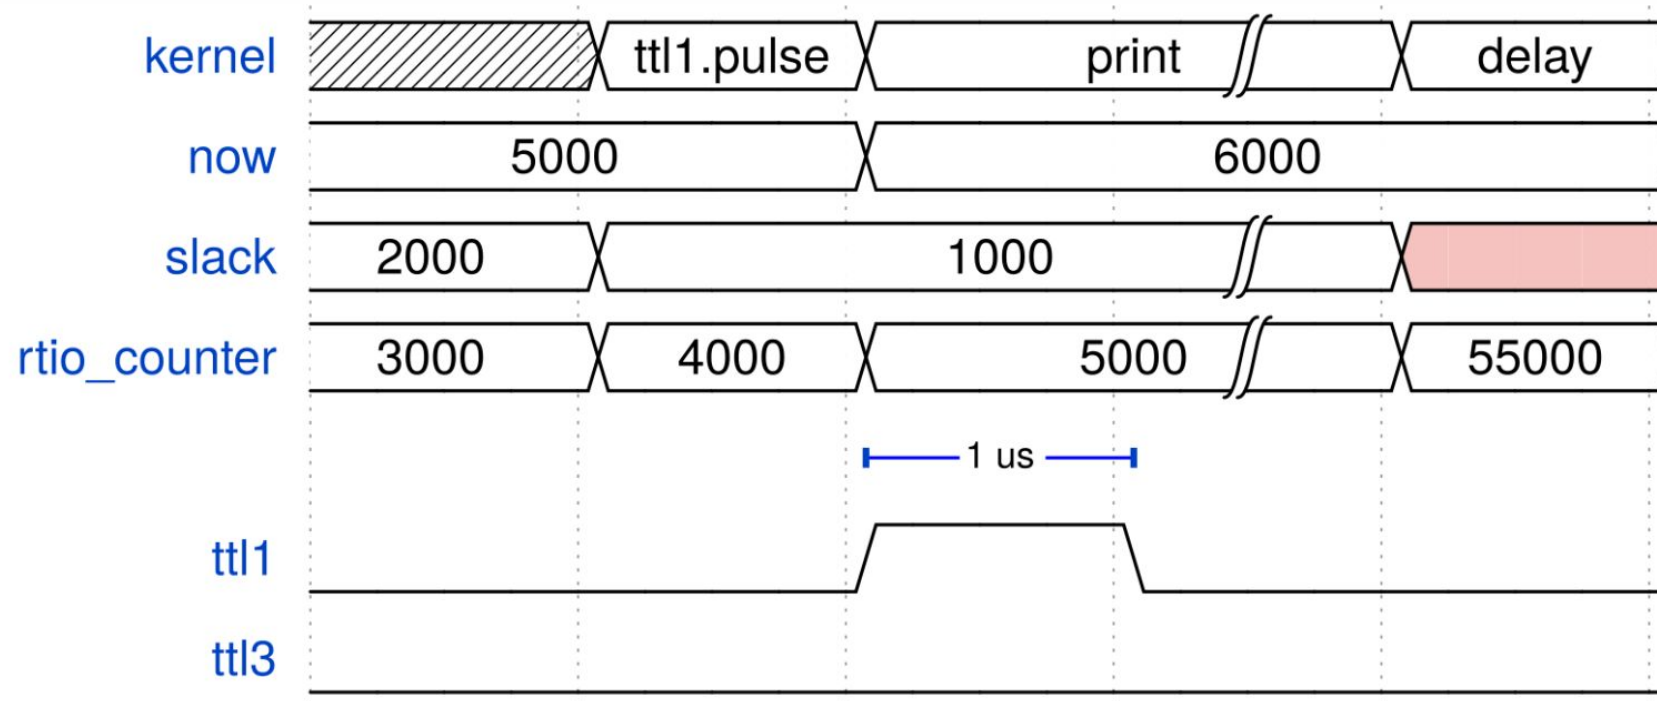 kernel ttl1.pulse print delay
now 5000 6000
slack 2000 1000
rtio_counter 3000 4000 5000 55000
1 us
ttl1
ttl3